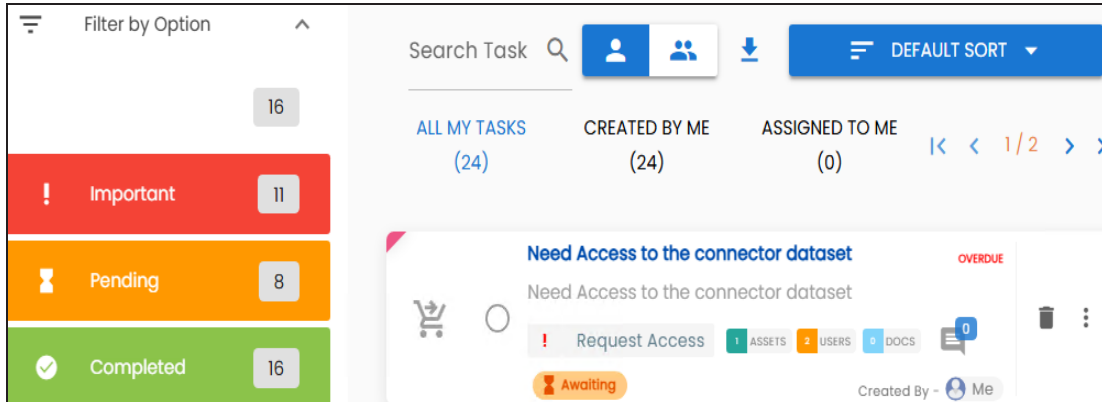 Filter by Option
16
! Important 11
Pending 8
Completed 16
Search Task
DEFAULT SORT
ALL MY TASKS
(24)
CREATED BY ME
(24)
ASSIGNED TO ME
(0)
1 / 2
Need Access to the connector dataset
OVERDUE
Need Access to the connector dataset
! Request Access 1 ASSETS 2 USERS 0 DOCS 0
Awaiting
Created By - Me